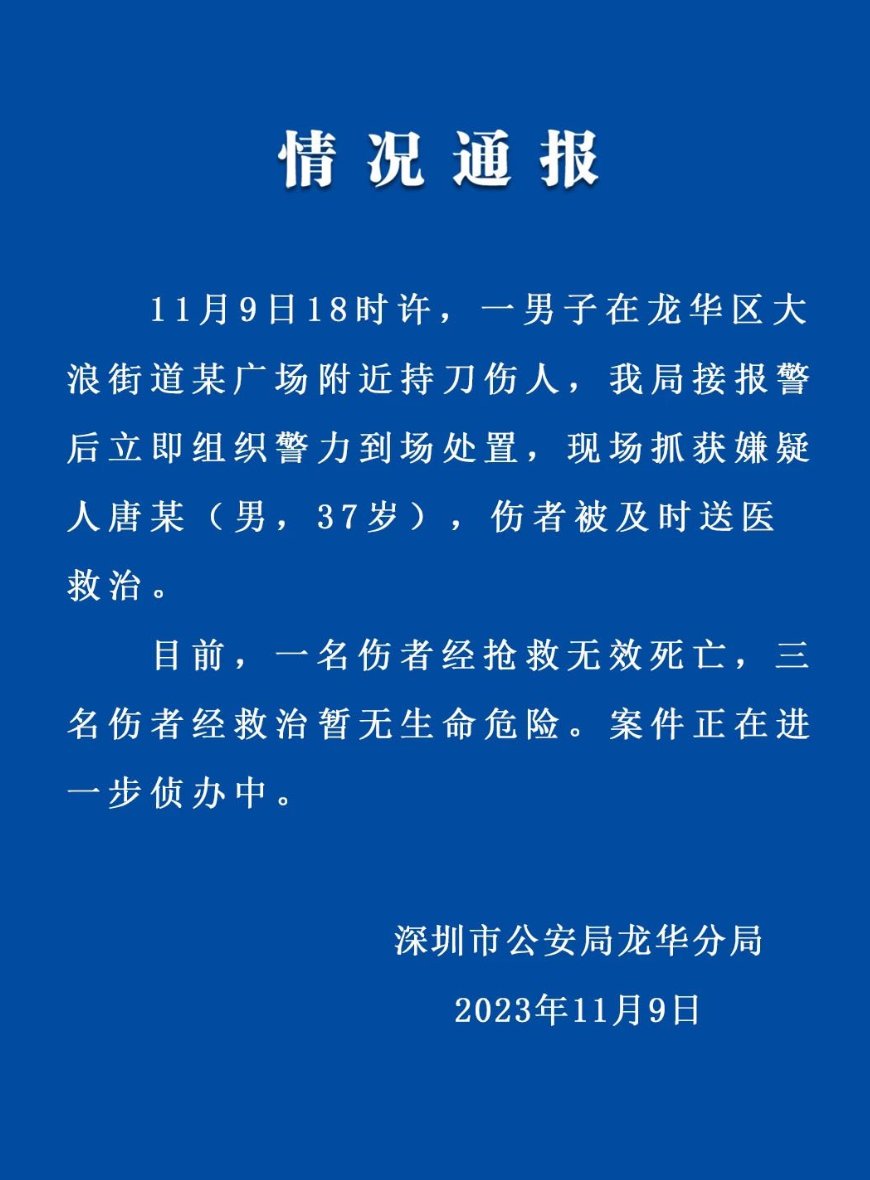 情况通报
11月9日18时许，一男子在龙华区大
浪街道某广场附近持刀伤人，我局接报警
后立即组织警力到场处置，现场抓获嫌疑
人唐某（男，37岁），伤者被及时送医
救治。
目前，一名伤者经抢救无效死亡，三
名伤者经救治暂无生命危险。案件正在进
一步侦办中。
深圳市公安局龙华分局
2023年11月9日